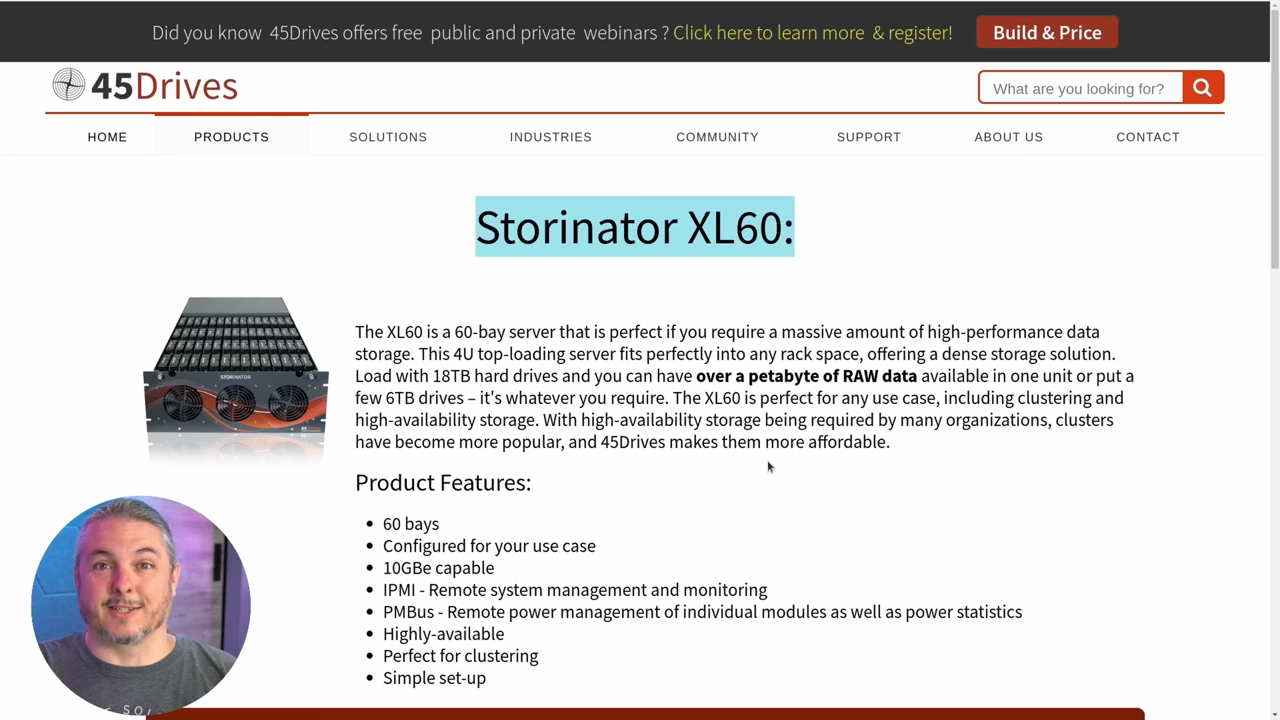 Did you know 45Drives offers free public and private webinars ? Click here to learn more & register!
Build & Price
45Drives
What are you looking for?
HOME
PRODUCTS
SOLUTIONS
INDUSTRIES
COMMUNITY
SUPPORT
ABOUT US
CONTACT
Storinator XL60:
STORINATOR
The XL60 is a 60-bay server that is perfect if you require a massive amount of high-performance data
storage. This 4U top-loading server fits perfectly into any rack space, offering a dense storage solution.
Load with 18TB hard drives and you can have over a petabyte of RAW data available in one unit or put a
few 6TB drives – it's whatever you require. The XL60 is perfect for any use case, including clustering and
high-availability storage. With high-availability storage being required by many organizations, clusters
have become more popular, and 45Drives makes them more affordable.
Product Features:
60 bays
Configured for your use case
10GBe capable
IPMI - Remote system management and monitoring
PMBus - Remote power management of individual modules as well as power statistics
Highly-available
Perfect for clustering
Simple set-up